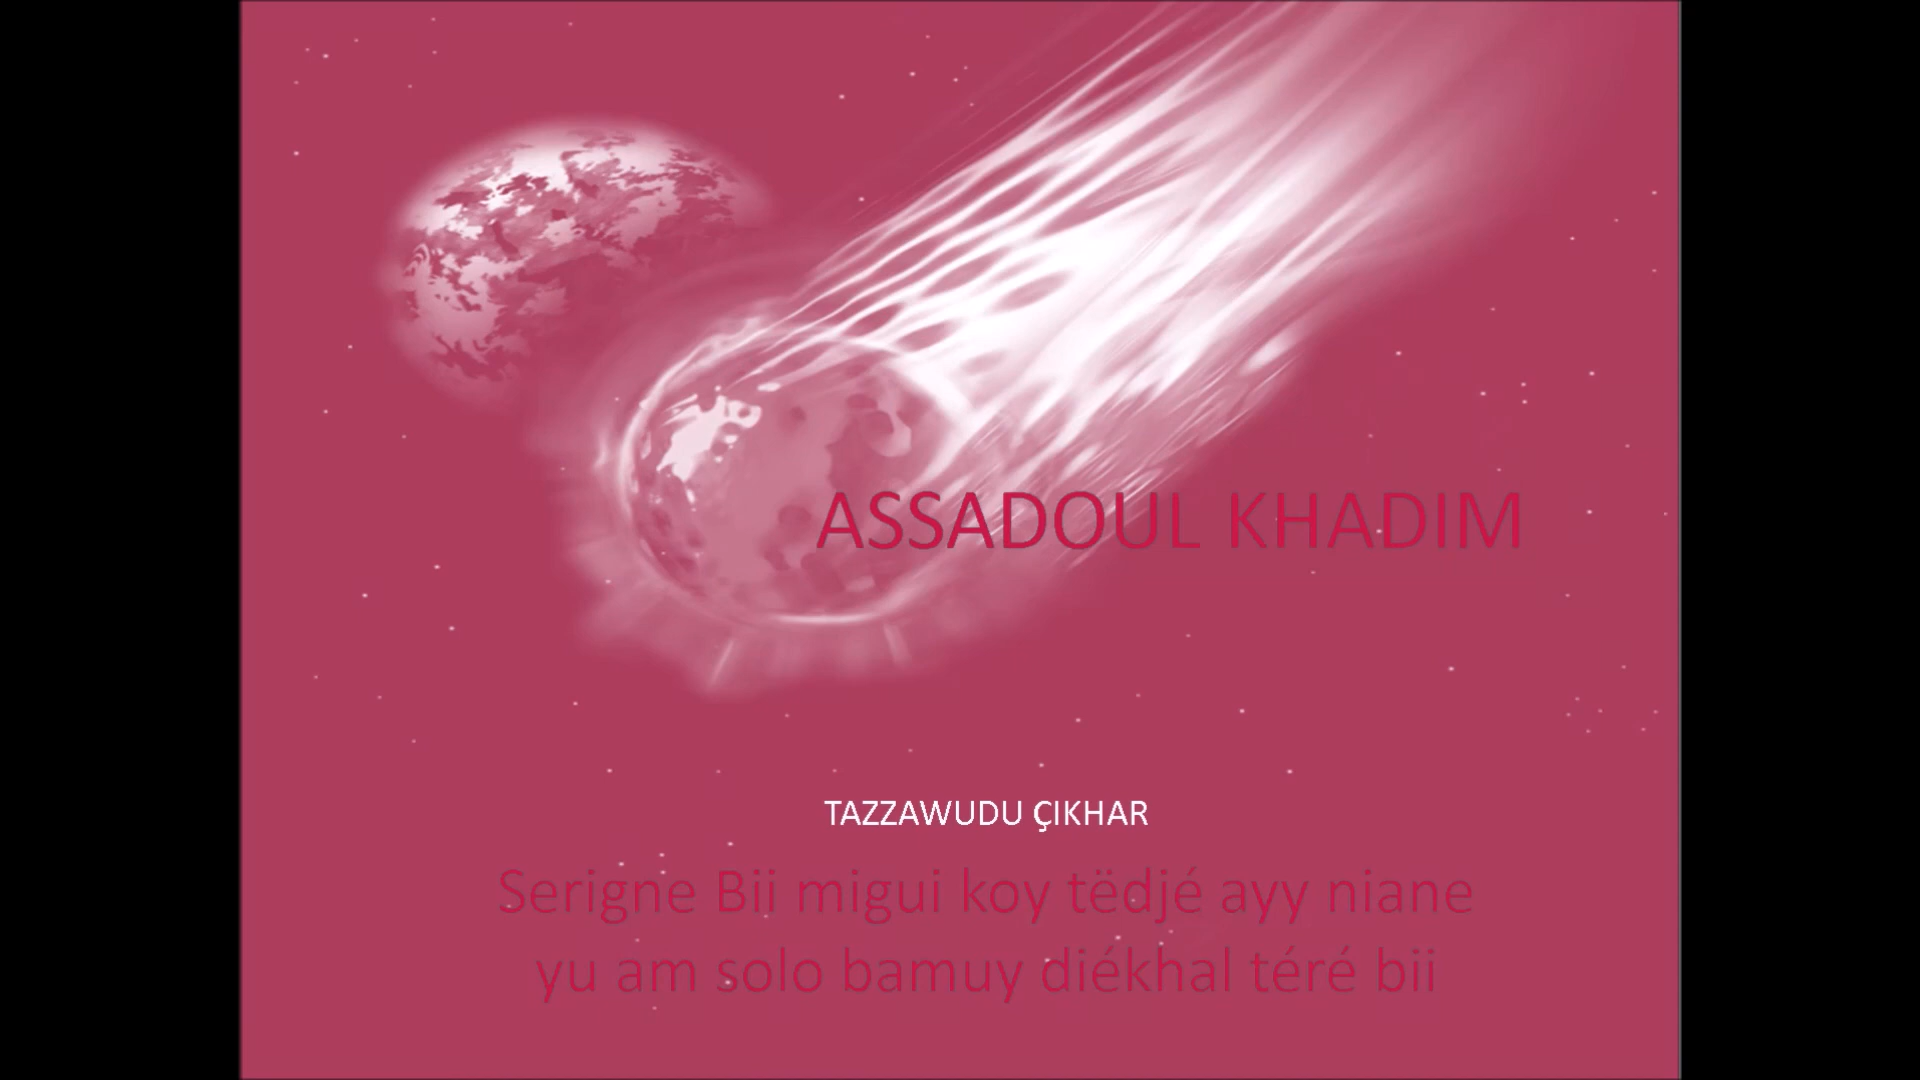 ASSADOUL KHADIM
TAZZAWUDU ÇIKHAR
Serigne Bii migui koy tëdjé ayy niane
yu am solo bamuy diékhal téré bii